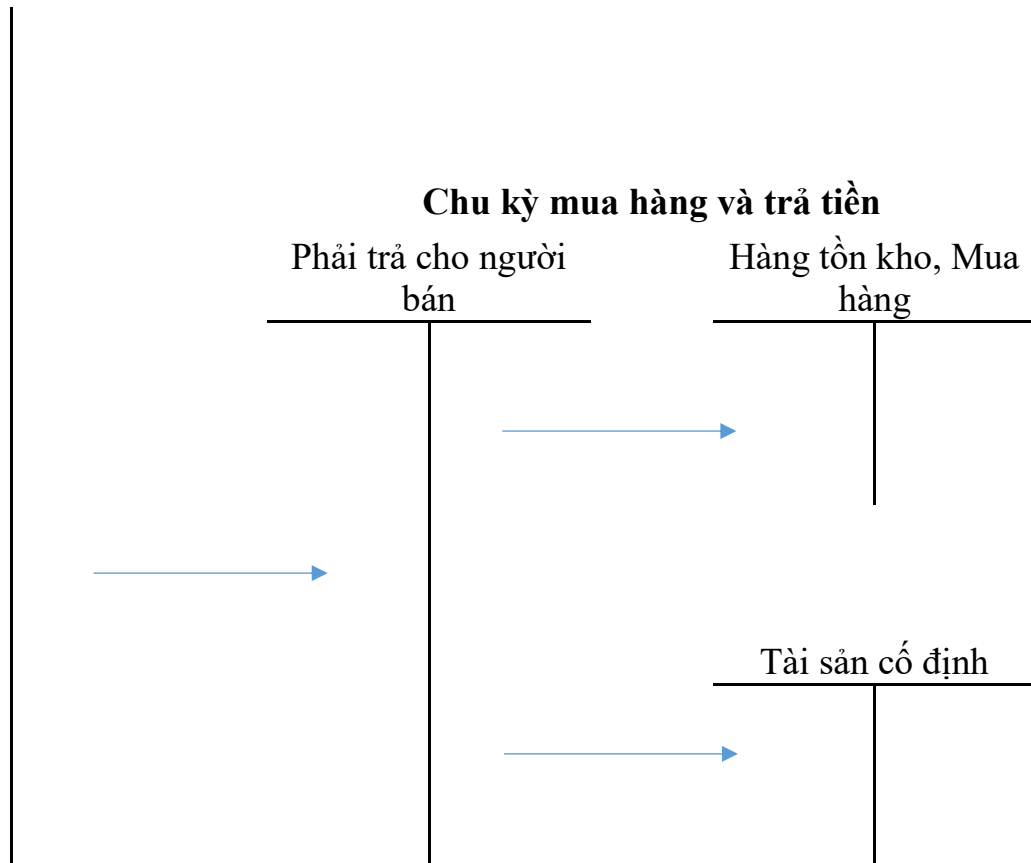 Chu kỳ mua hàng và trả tiền
Phải trả cho người
bán
Hàng tồn kho, Mua
hàng
Tài sản cố định